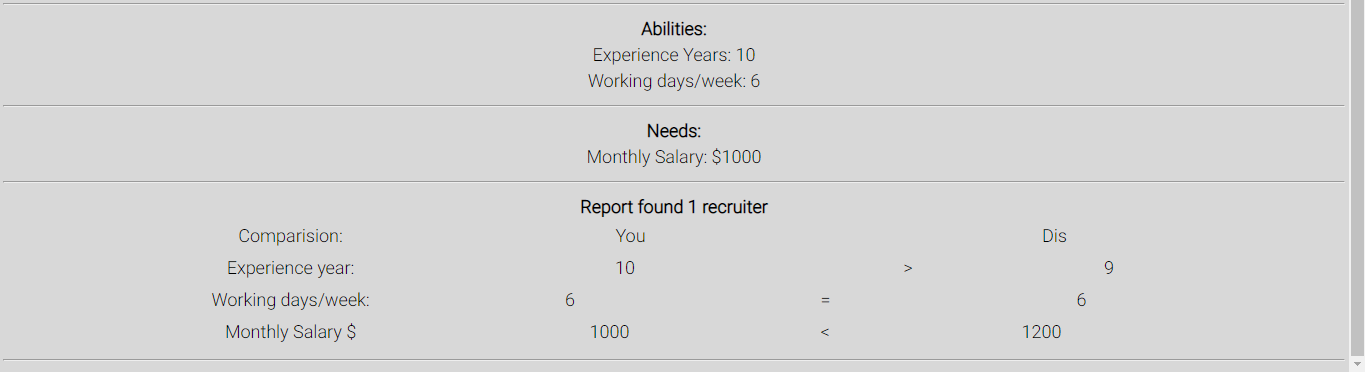 Abilities:
Experience Years: 10
Working days/week: 6
Needs:
Monthly Salary: $1000
Report found 1 recruiter
Comparision: You Dis
Experience year: 10 > 9
Working days/week: 6 = 6
Monthly Salary $ 1000 < 1200